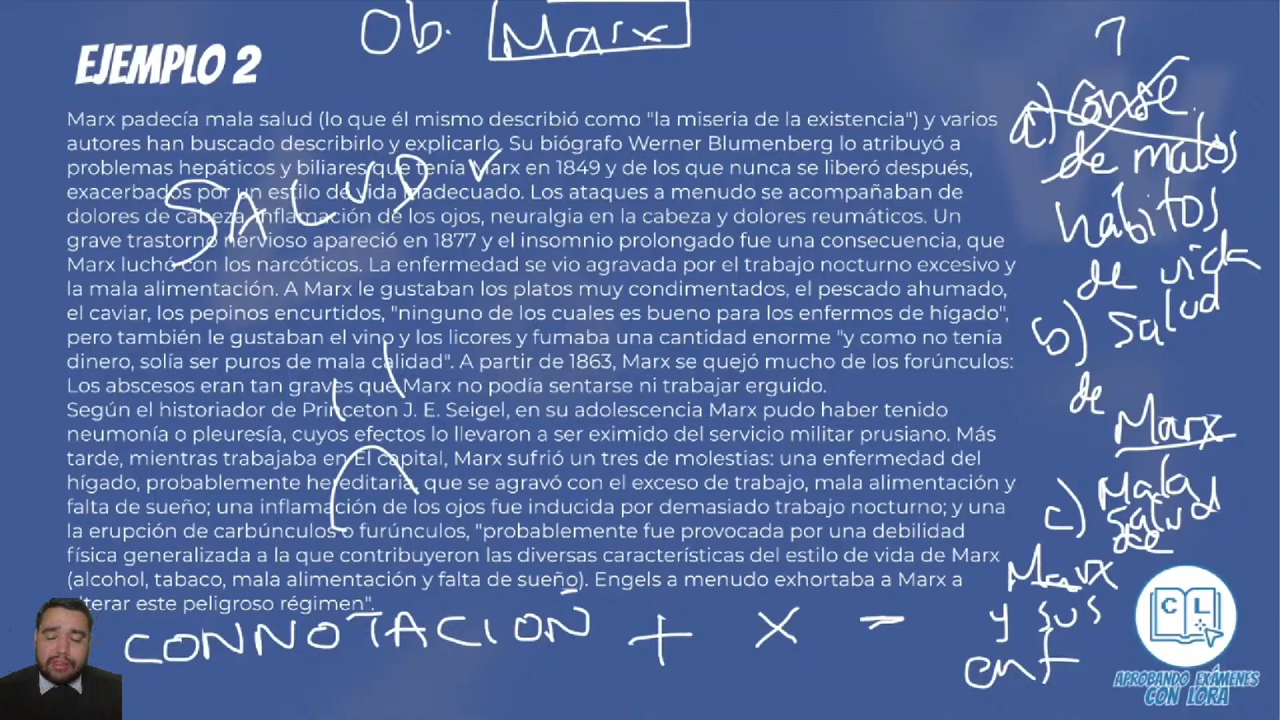 Ob. Marx
EJEMPLO 2
Marx padecía mala salud (lo que él mismo describió como "la miseria de la existencia") y varios
autores han buscado describirlo y explicarlo. Su biógrafo Werner Blumenberg lo atribuyó a
problemas hepáticos y biliares que tenía Marx en 1849 y de los que nunca se liberó después,
exacerbados por un estilo de vida inadecuado. Los ataques a menudo se acompañaban de
dolores de cabeza, inflamación de los ojos, neuralgia en la cabeza y dolores reumáticos. Un
grave trastorno nervioso apareció en 1877 y el insomnio prolongado fue una consecuencia, que
Marx luchó con los narcóticos. La enfermedad se vio agravada por el trabajo nocturno excesivo y
la mala alimentación. A Marx le gustaban los platos muy condimentados, el pescado ahumado,
el caviar, los pepinos encurtidos, "ninguno de los cuales es bueno para los enfermos de hígado",
pero también le gustaban el vino y los licores y fumaba una cantidad enorme "y como no tenía
dinero, solía ser puros de mala calidad". A partir de 1863, Marx se quejó mucho de los forúnculos:
Los abscesos eran tan graves que Marx no podía sentarse ni trabajar erguido.
Según el historiador de Princeton J. E. Seigel, en su adolescencia Marx pudo haber tenido
neumonía o pleuresía, cuyos efectos lo llevaron a ser eximido del servicio militar prusiano. Más
tarde, mientras trabajaba en El capital, Marx sufrió un tres de molestias: una enfermedad del
hígado, probablemente hereditaria, que se agravó con el exceso de trabajo, mala alimentación y
falta de sueño; una inflamación de los ojos fue inducida por demasiado trabajo nocturno; y una
la erupción de carbúnculos o furúnculos, "probablemente fue provocada por una debilidad
física generalizada a la que contribuyeron las diversas características del estilo de vida de Marx
(alcohol, tabaco, mala alimentación y falta de sueño). Engels a menudo exhortaba a Marx a
alterar este peligroso régimen".
SALUD
CONNOTACIÓN + X =
a) Conse.
de malos
hábitos
de vida
b) Salud
de
Marx
c) Mala
Salud
de
Marx
y sus
enf
C L
APROBANDO EXÁMENES
CON LORA